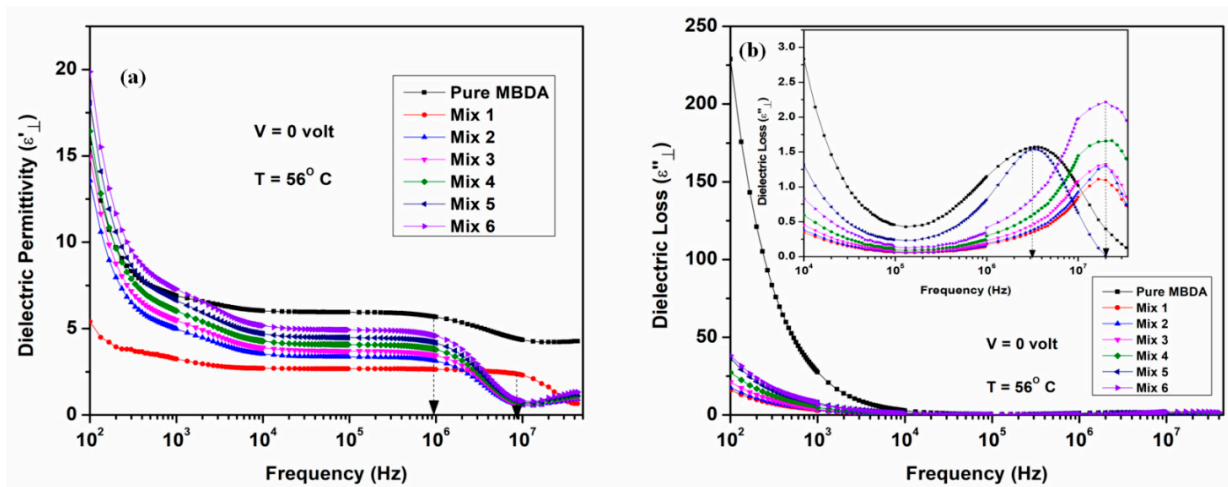 (a)
V = 0 volt
T = 56° C
Pure MBDA
Mix 1
Mix 2
Mix 3
Mix 4
Mix 5
Mix 6
Dielectric Permittivity (ε'⊥)
20
15
10
5
0
10² 10³ 10⁴ 10⁵ 10⁶ 10⁷
Frequency (Hz)
(b)
Dielectric Loss (ε"⊥)
250
200
150
100
50
0
10² 10³ 10⁴ 10⁵ 10⁶ 10⁷
Frequency (Hz)
Dielectric Loss (ε"⊥)
3.0
2.5
2.0
1.5
1.0
0.5
0.0
10⁴ 10⁵ 10⁶ 10⁷
Frequency (Hz)
V = 0 volt
T = 56° C
Pure MBDA
Mix 1
Mix 2
Mix 3
Mix 4
Mix 5
Mix 6